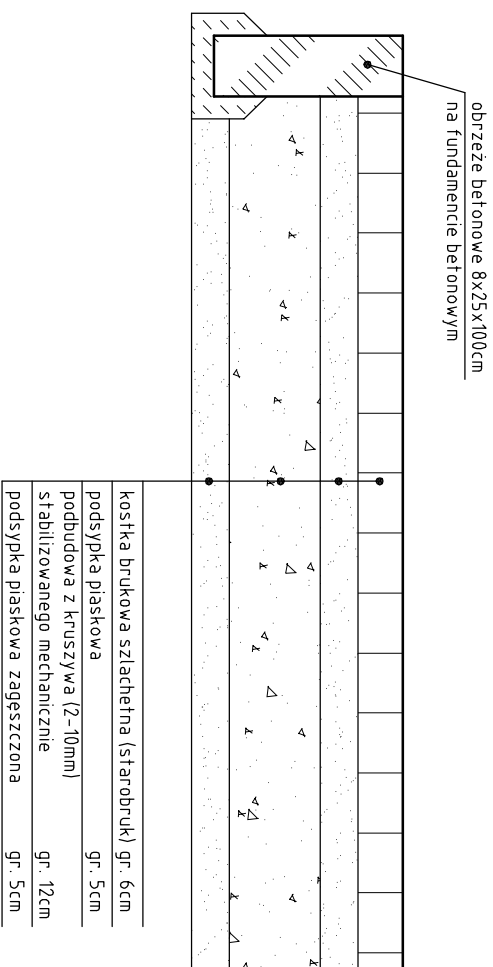 obrzeże betonowe 8x25x100cm
na fundamencie betonowym
kostka brukowa szlachetna (starobruk) gr. 6cm
podsypka piaskowa gr. 5cm
podbudowa z kruszywa (2-10mm)
stabilizowanego mechanicznie gr. 12cm
podsypka piaskowa zagęszczona gr. 5cm